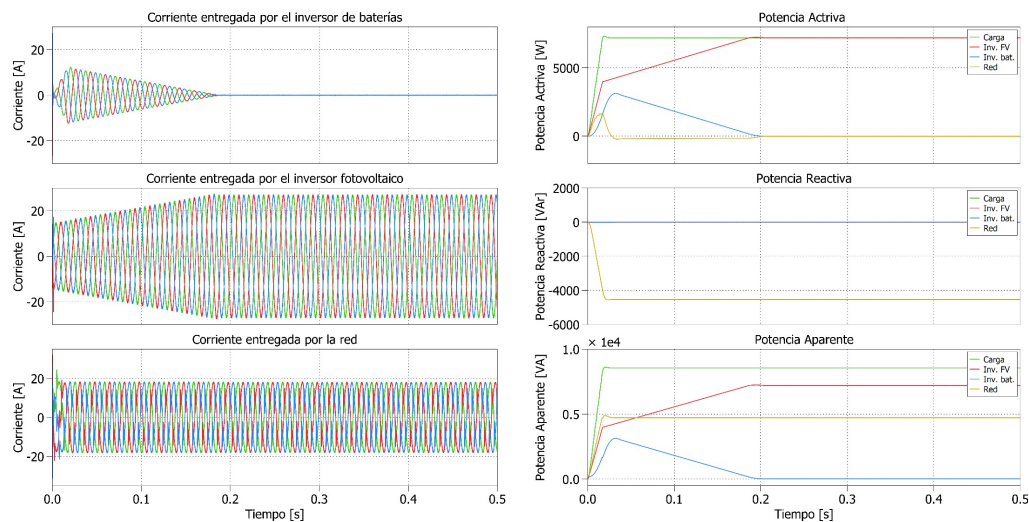 Corriente entregada por el inversor de baterías
Corriente [A]
20
0
-20
Corriente entregada por el inversor fotovoltaico
Corriente [A]
20
0
-20
Corriente entregada por la red
Corriente [A]
20
0
-20
0.0 0.1 0.2 0.3 0.4 0.5
Tiempo [s]
Potencia Actriva
Potencia Actriva [W]
5000
0
Carga
Inv. FV
Inv. bat.
Red
Potencia Reactiva
Potencia Reactiva [VAr]
2000
0
-2000
-4000
-6000
Carga
Inv. FV
Inv. bat.
Red
× 1e4
Potencia Aparente
Potencia Aparente [VA]
1.0
0.5
0.0
Carga
Inv. FV
Inv. bat.
Red
0.0 0.1 0.2 0.3 0.4 0.5
Tiempo [s]